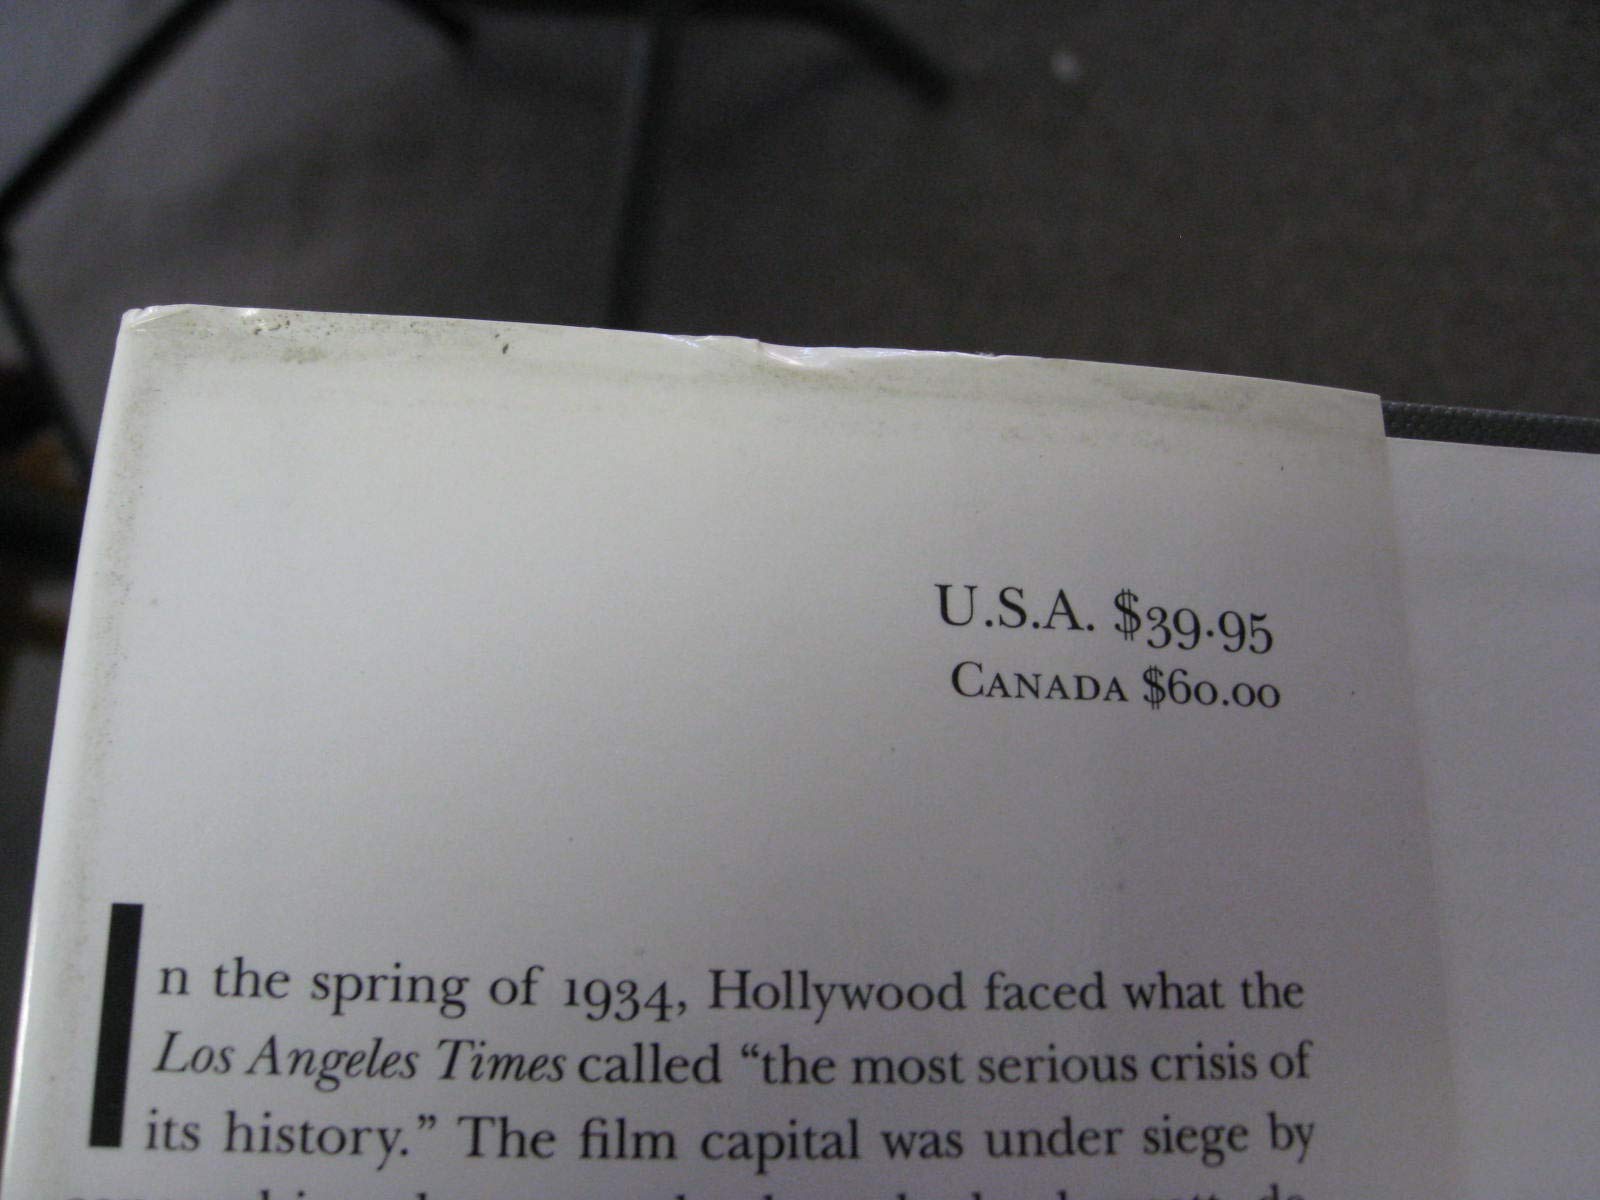 U.S.A. $39.95
CANADA $60.00
In the spring of 1934, Hollywood faced what the
Los Angeles Times called “the most serious crisis of
its history.” The film capital was under siege by